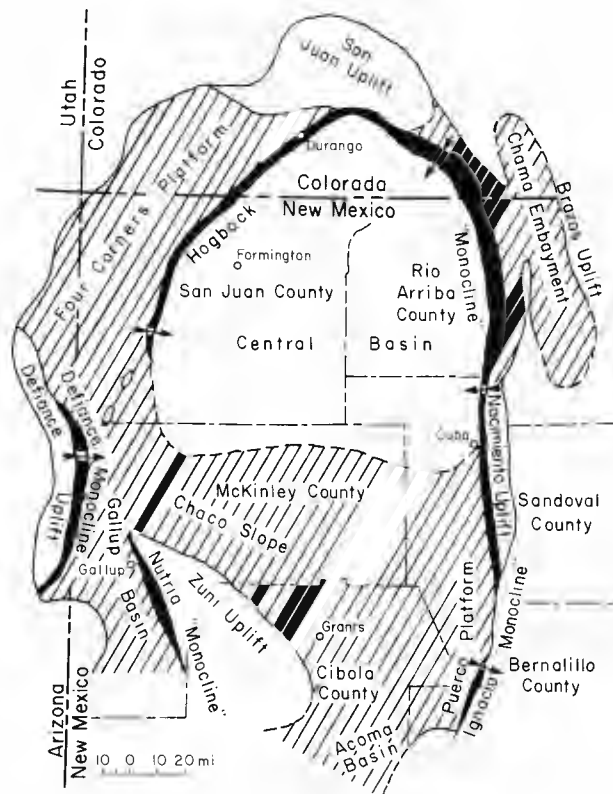 San
Juan Uplift
Utah
Colorado
Four Corners Platform
Durango
Colorado
New Mexico
Hogback
"Monocline"
Chama Embayment
Brazos Uplift
Formington
San Juan County
Rio
Arriba
County
Central Basin
Defiance
Uplift
Defiance
Monocline
Cuba
Nacimiento Uplift
McKinley County
Chaco Slope
Sandoval
County
Gallup
Basin
Gallup
Nutria
"Monocline"
Zuni Uplift
Grants
Cibola
County
Puerco
Platform
Ignacio
Monocline"
Bernalillo
County
Acoma
Basin
Arizona
New Mexico
10 0 10 20 mi